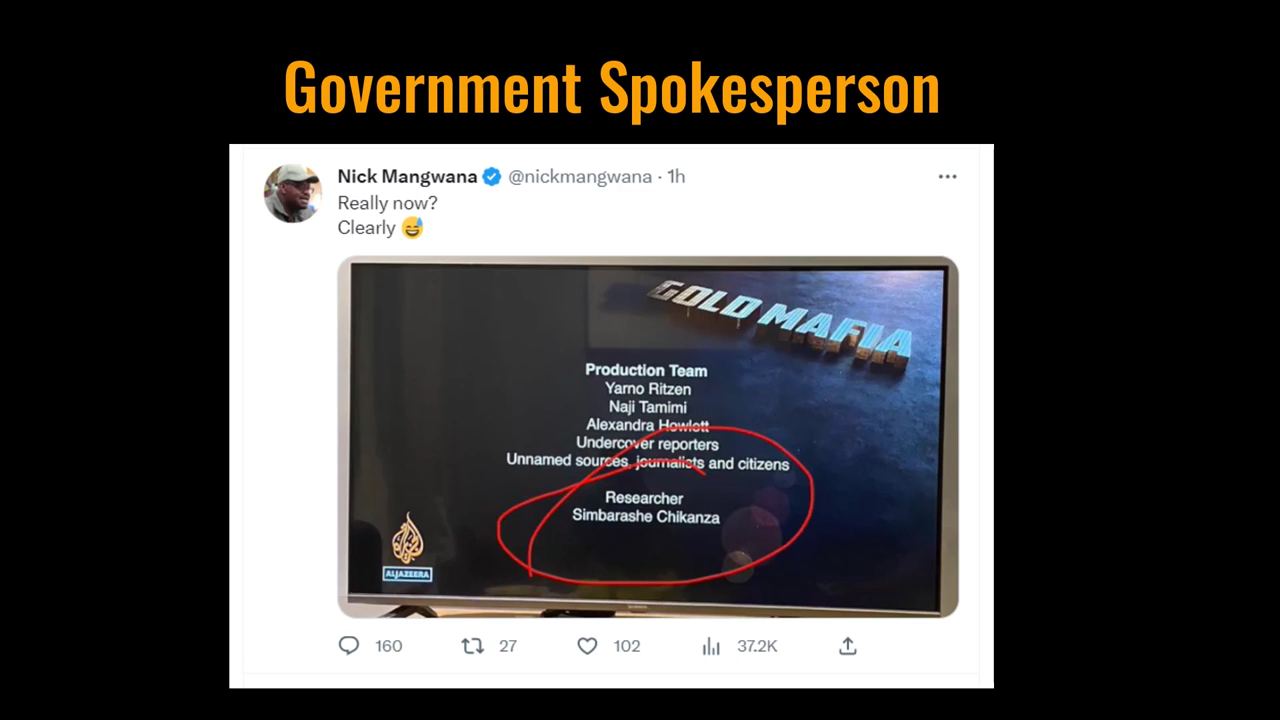 Government Spokesperson
Nick Mangwana @nickmangwana · 1h
Really now?
Clearly 😅
GOLD MAFIA
Production Team
Yarno Ritzen
Naji Tamimi
Alexandra Howlett
Undercover reporters
Unnamed sources, journalists and citizens
Researcher
Simbarashe Chikanza
ALJAZEERA
160 27 102 37.2K